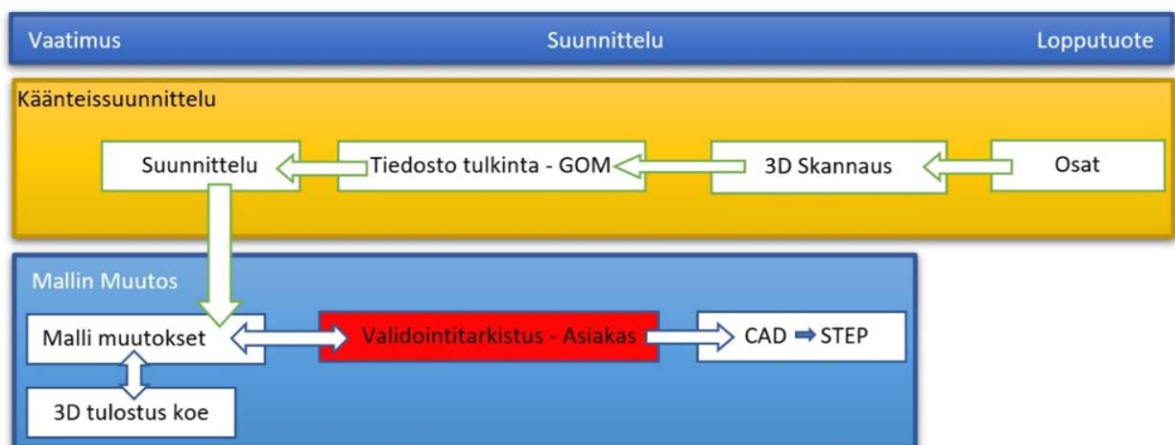 Vaatimus Suunnittelu Lopputuote
Käänteissuunnittelu
Suunnittelu Tiedosto tulkinta - GOM 3D Skannaus Osat
Mallin Muutos
Malli muutokset Validointitarkistus - Asiakas CAD ➡ STEP
3D tulostus koe